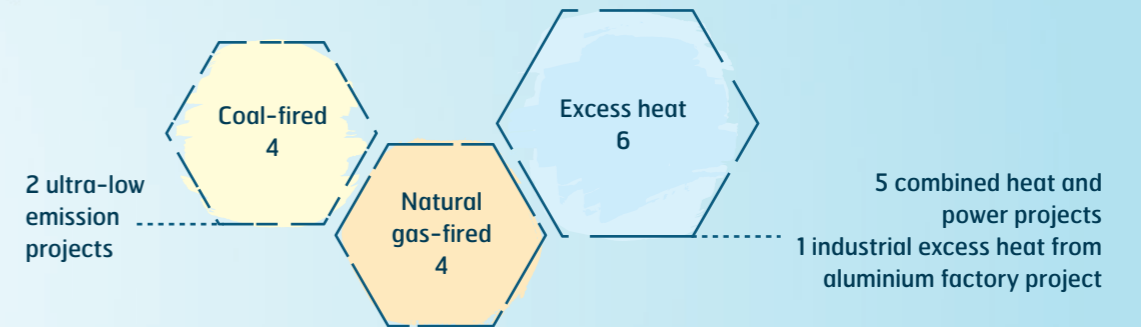 Coal-fired
4
2 ultra-low
emission
projects
Natural
gas-fired
4
Excess heat
6
5 combined heat and
power projects
1 industrial excess heat from
aluminium factory project